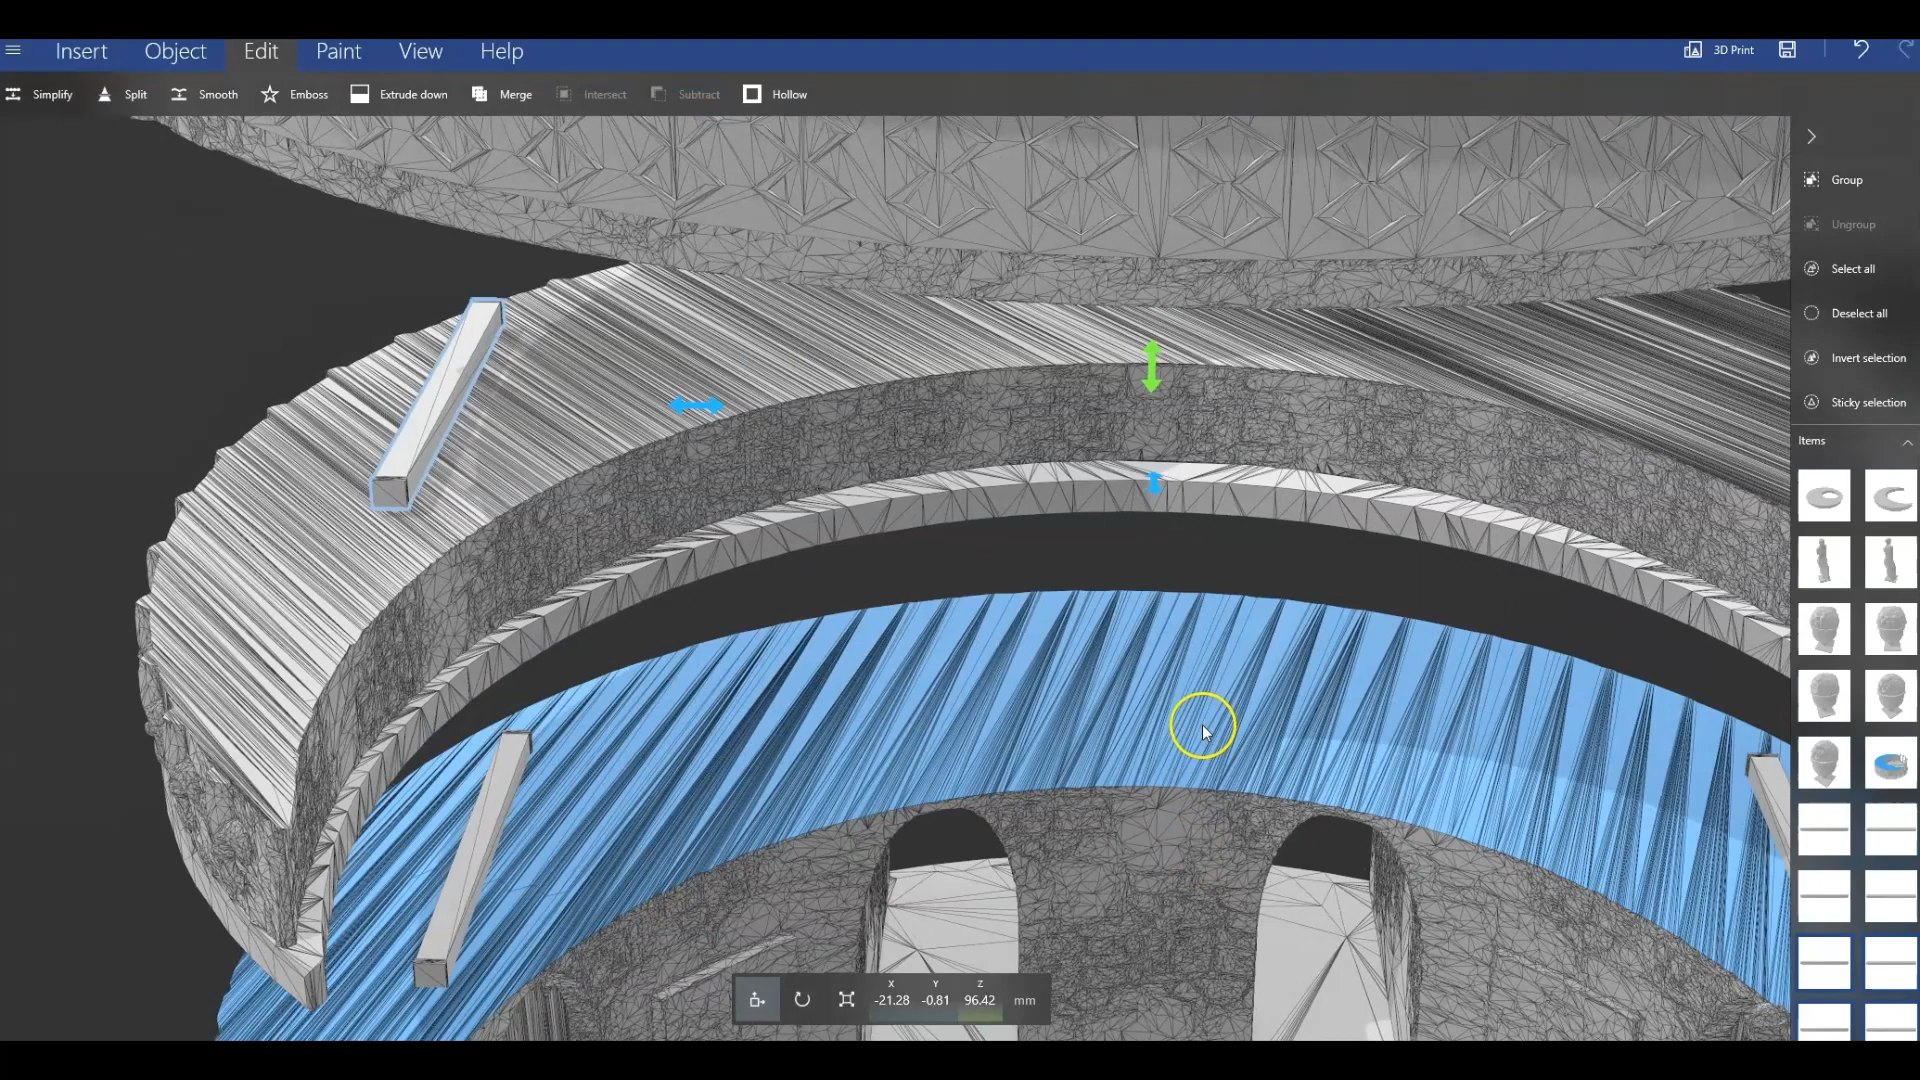 Insert Object Edit Paint View Help 3D Print
Simplify Split Smooth Emboss Extrude down Merge Intersect Subtract Hollow
Group
Ungroup
Select all
Deselect all
Invert selection
Sticky selection
Items
X Y Z
-21.28 -0.81 96.42 mm